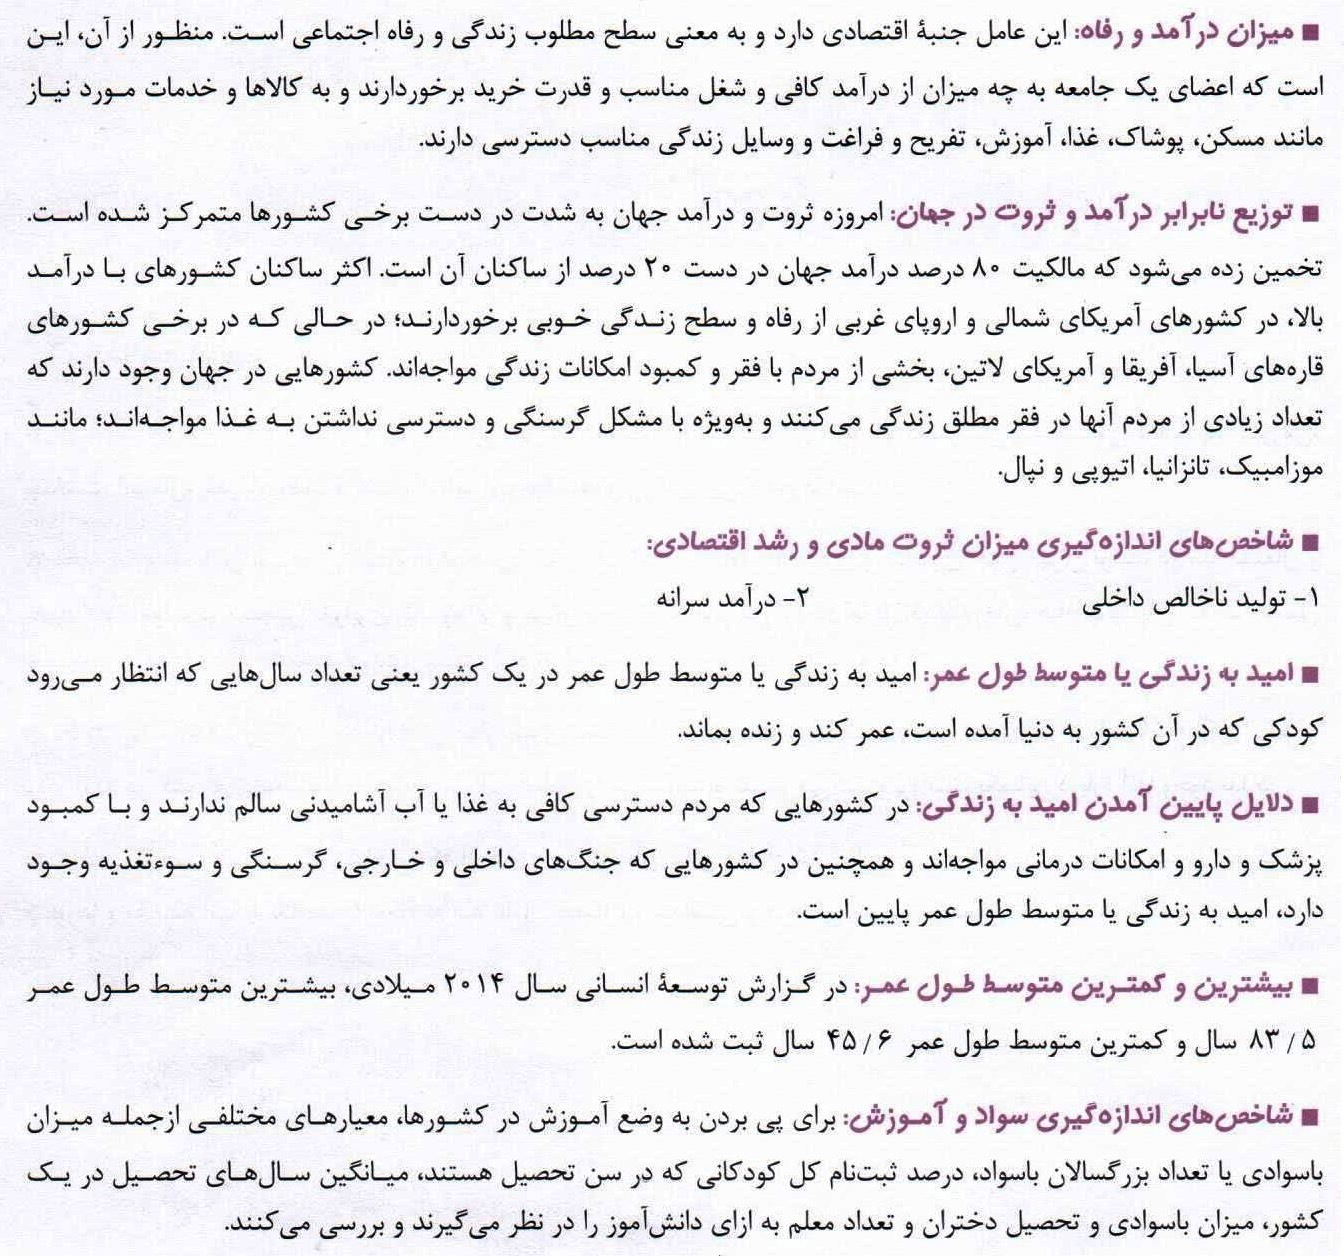 ■ میزان درآمد و رفاه: این عامل جنبهٔ اقتصادی دارد و به معنی سطح مطلوب زندگی و رفاه اجتماعی است. منظور از آن، این
است که اعضای یک جامعه به چه میزان از درآمد کافی و شغل مناسب و قدرت خرید برخوردارند و به کالاها و خدمات مورد نیاز
مانند مسکن، پوشاک، غذا، آموزش، تفریح و فراغت و وسایل زندگی مناسب دسترسی دارند.
■ توزیع نابرابر درآمد و ثروت در جهان: امروزه ثروت و درآمد جهان به شدت در دست برخی کشورها متمرکز شده است.
تخمین زده می‌شود که مالکیت ۸۰ درصد درآمد جهان در دست ۲۰ درصد از ساکنان آن است. اکثر ساکنان کشورهای با درآمد
بالا، در کشورهای آمریکای شمالی و اروپای غربی از رفاه و سطح زندگی خوبی برخوردارند؛ در حالی که در برخی کشورهای
قاره‌های آسیا، آفریقا و آمریکای لاتین، بخشی از مردم با فقر و کمبود امکانات زندگی مواجه‌اند. کشورهایی در جهان وجود دارند که
تعداد زیادی از مردم آنها در فقر مطلق زندگی می‌کنند و به‌ویژه با مشکل گرسنگی و دسترسی نداشتن به غذا مواجه‌اند؛ مانند
موزامبیک، تانزانیا، اتیوپی و نپال.
■ شاخص‌های اندازه‌گیری میزان ثروت مادی و رشد اقتصادی:
۱- تولید ناخالص داخلی ۲- درآمد سرانه
■ امید به زندگی یا متوسط طول عمر: امید به زندگی یا متوسط طول عمر در یک کشور یعنی تعداد سال‌هایی که انتظار می‌رود
کودکی که در آن کشور به دنیا آمده است، عمر کند و زنده بماند.
■ دلایل پایین آمدن امید به زندگی: در کشورهایی که مردم دسترسی کافی به غذا یا آب آشامیدنی سالم ندارند و با کمبود
پزشک و دارو و امکانات درمانی مواجه‌اند و همچنین در کشورهایی که جنگ‌های داخلی و خارجی، گرسنگی و سوءتغذیه وجود
دارد، امید به زندگی یا متوسط طول عمر پایین است.
■ بیشترین و کمترین متوسط طول عمر: در گزارش توسعهٔ انسانی سال ۲۰۱۴ میلادی، بیشترین متوسط طول عمر
۸۳/۵ سال و کمترین متوسط طول عمر ۴۵/۶ سال ثبت شده است.
■ شاخص‌های اندازه‌گیری سواد و آموزش: برای پی بردن به وضع آموزش در کشورها، معیارهای مختلفی ازجمله میزان
باسوادی یا تعداد بزرگسالان باسواد، درصد ثبت‌نام کل کودکانی که در سن تحصیل هستند، میانگین سال‌های تحصیل در یک
کشور، میزان باسوادی و تحصیل دختران و تعداد معلم به ازای دانش‌آموز را در نظر می‌گیرند و بررسی می‌کنند.